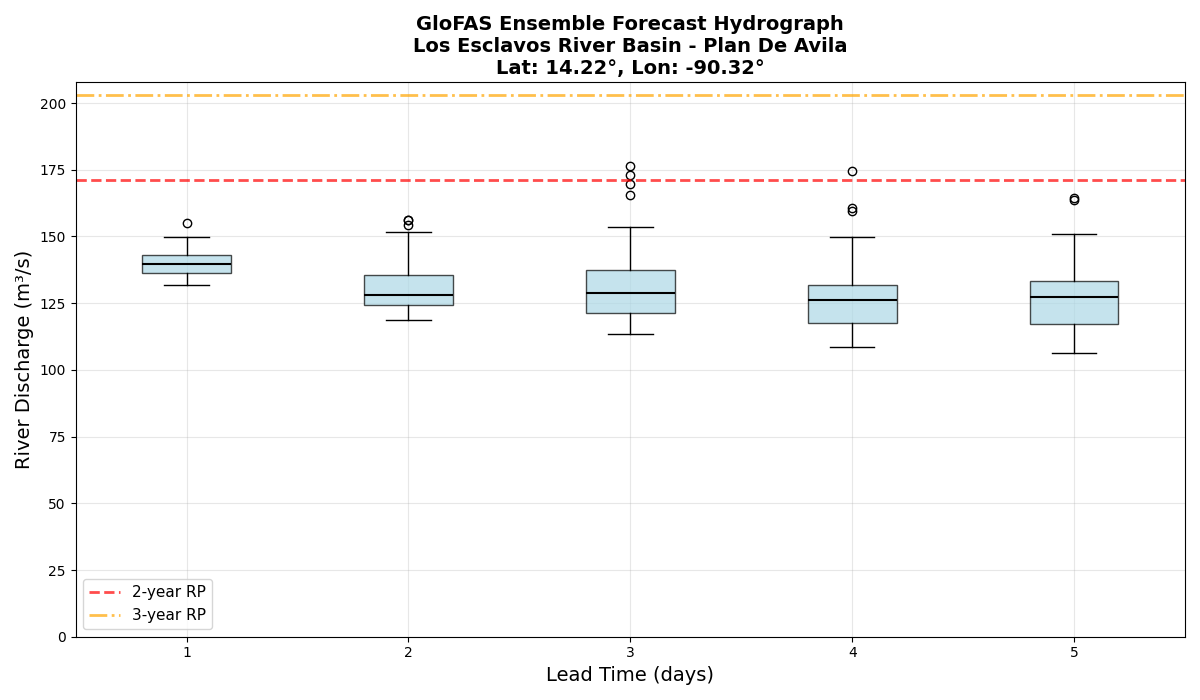 GloFAS Ensemble Forecast Hydrograph
Los Esclavos River Basin - Plan De Avila
Lat: 14.22°, Lon: -90.32°
River Discharge (m³/s)
200
175
150
125
100
75
50
25
0
2-year RP
3-year RP
1 2 3 4 5
Lead Time (days)